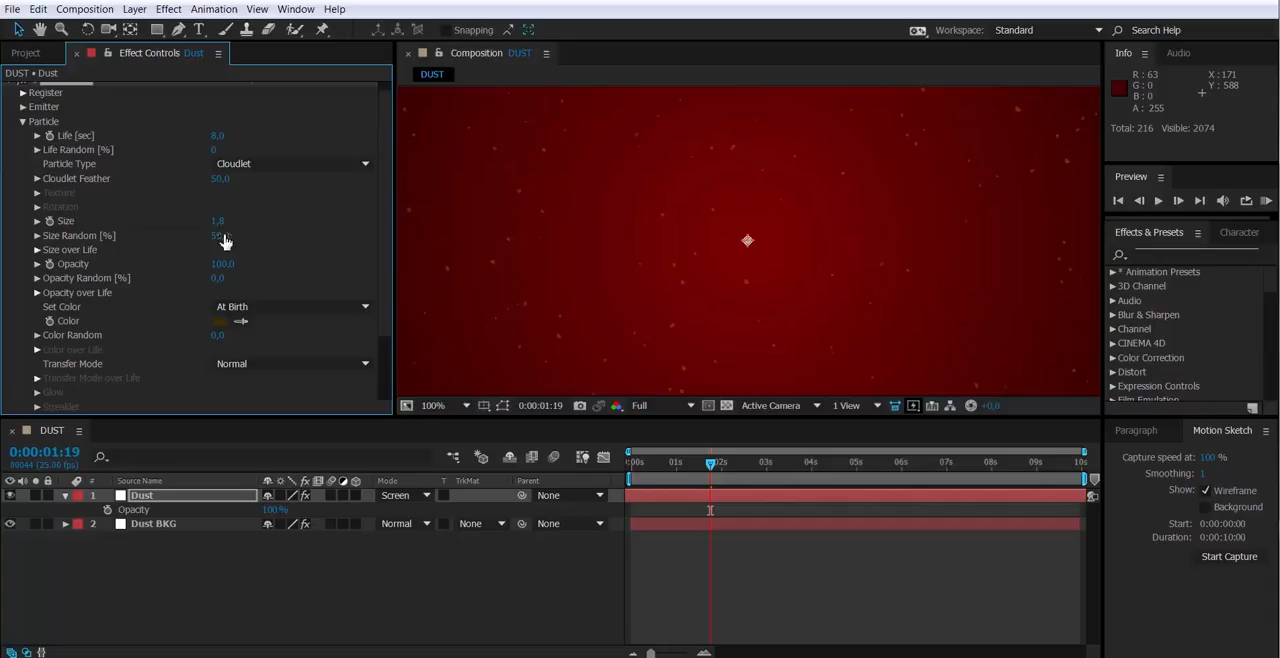 File Edit Composition Layer Effect Animation View Window Help
Snapping Workspace: Standard Search Help
Project × Effect Controls Dust
DUST • Dust
Register
Emitter
Particle
Life [sec] 8,0
Life Random [%] 0
Particle Type Cloudlet
Cloudlet Feather 50,0
Texture
Rotation
Size 1,8
Size Random [%]
Size over Life
Opacity 100,0
Opacity Random [%] 0,0
Opacity over Life
Set Color At Birth
Color
Color Random 0,0
Color over Life
Transfer Mode Normal
Transfer Mode over Life
Glow
Streaklet
× Composition DUST
DUST
100% 0:00:01:19 Full Active Camera 1 View +0,0
Info Audio
R : 63 X : 171
G : 0 Y : 588
B : 0
A : 255
Total: 216 Visible: 2074
Preview
Effects & Presets Character
* Animation Presets
3D Channel
Audio
Blur & Sharpen
Channel
CINEMA 4D
Color Correction
Distort
Expression Controls
Film Emulation
Paragraph Motion Sketch
Capture speed at: 100 %
Smoothing: 1
Show: Wireframe
Background
Start: 0:00:00:00
Duration: 0:00:10:00
Start Capture
× DUST
0:00:01:19
00044 (25.00 fps)
# Source Name Mode T TrkMat Parent
1 Dust Screen None
Opacity 100%
2 Dust BKG Normal None None
:00s 01s 02s 03s 04s 05s 06s 07s 08s 09s 10s